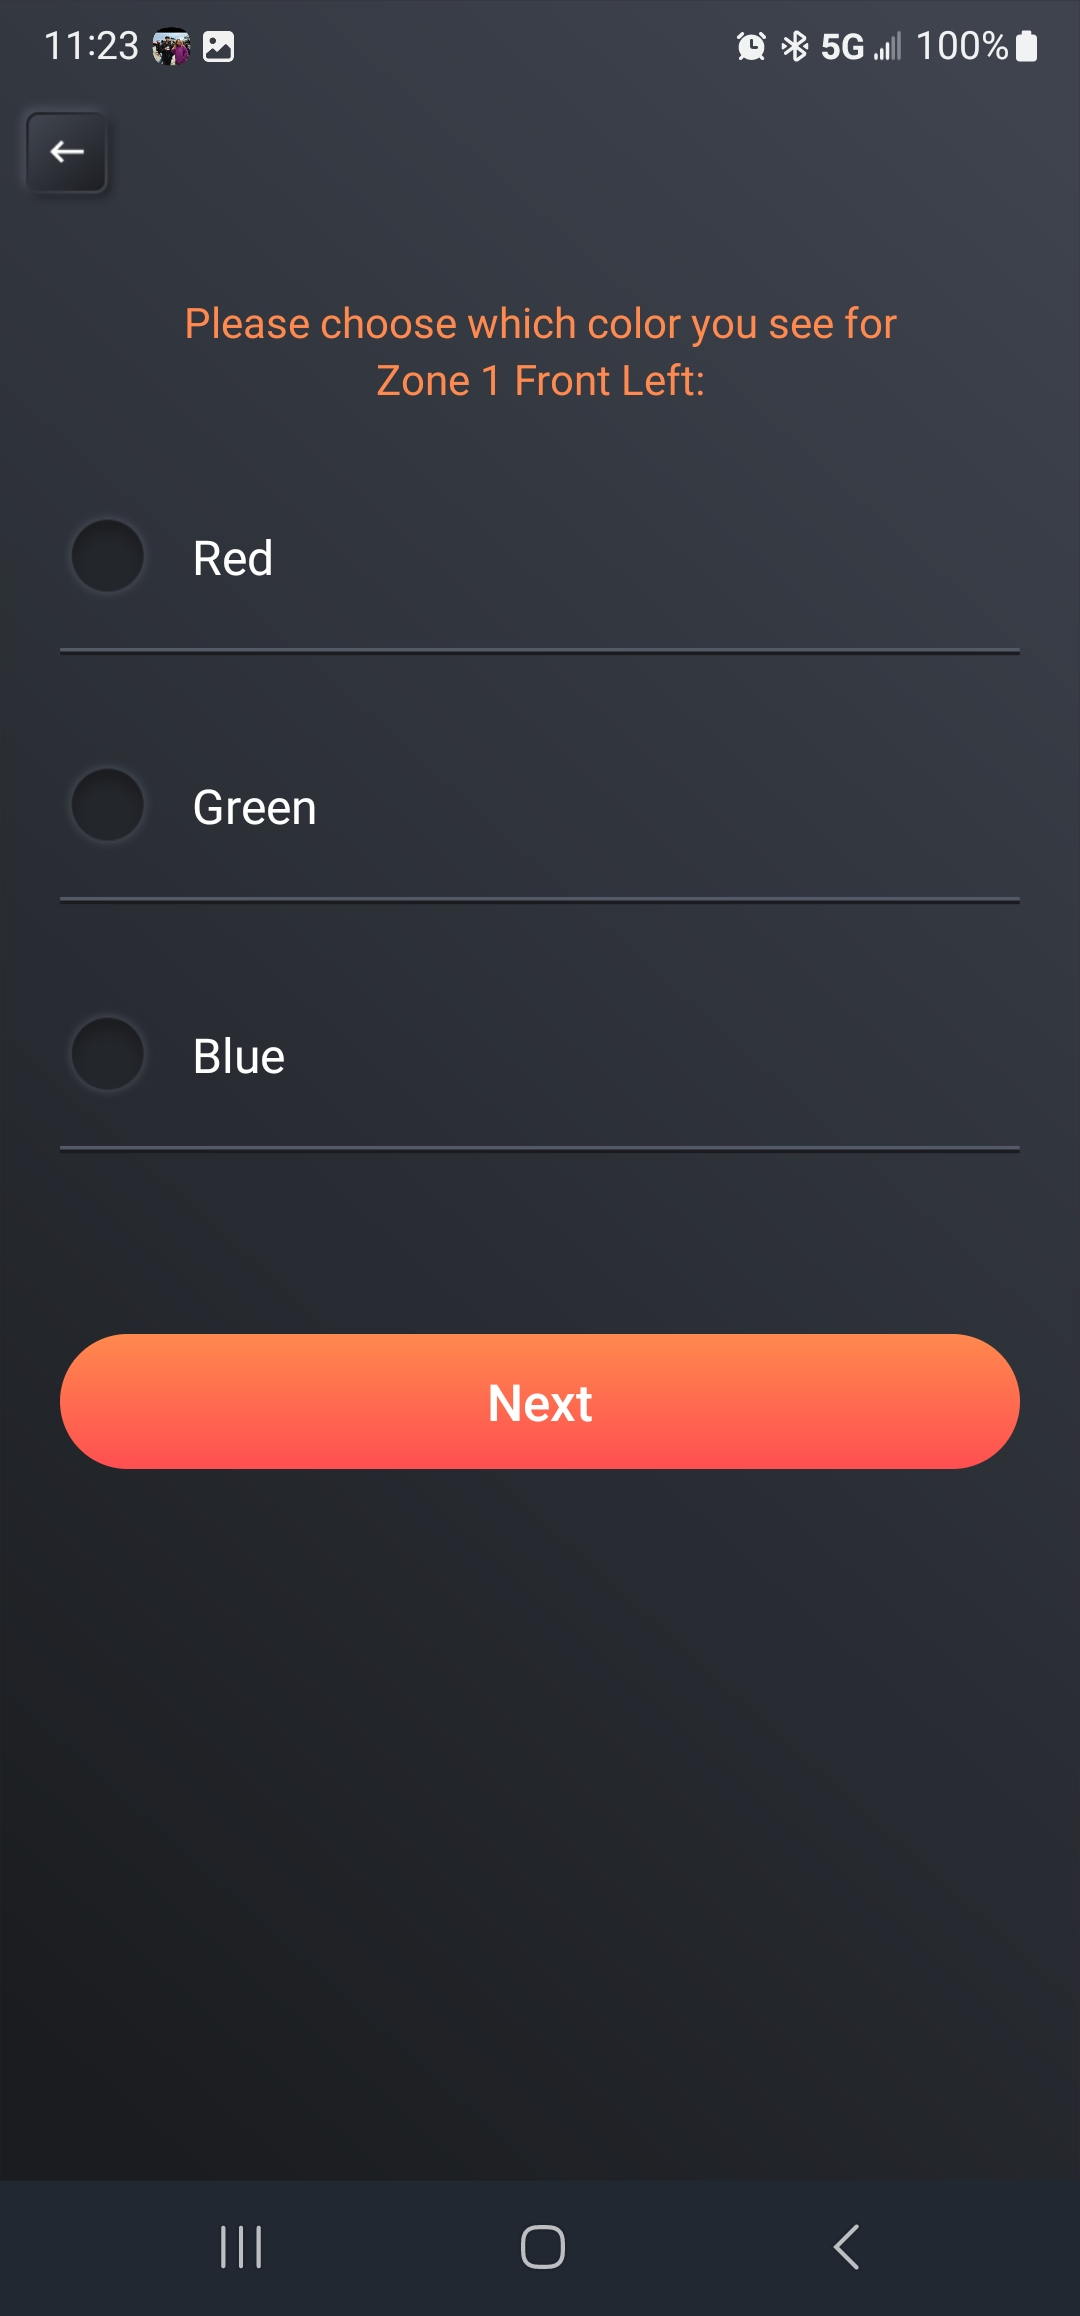 11:23
5G 100%
Please choose which color you see for
Zone 1 Front Left:
Red
Green
Blue
Next